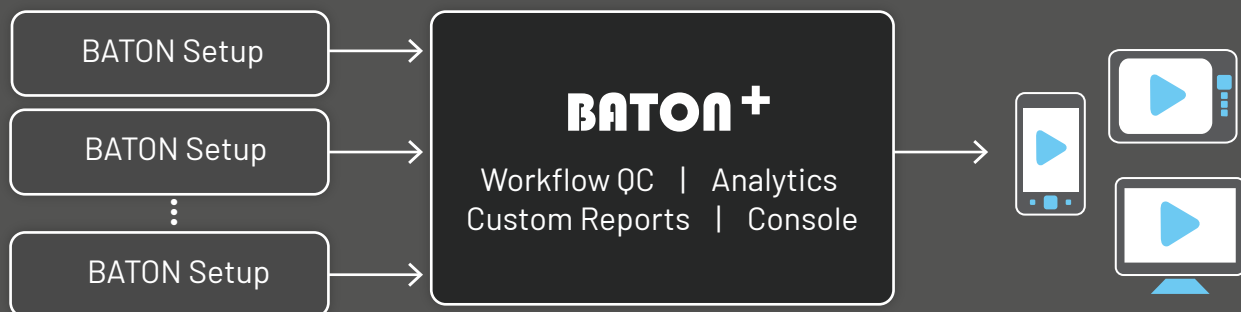 BATON Setup
BATON Setup
BATON Setup
BATON+
Workflow QC | Analytics
Custom Reports | Console